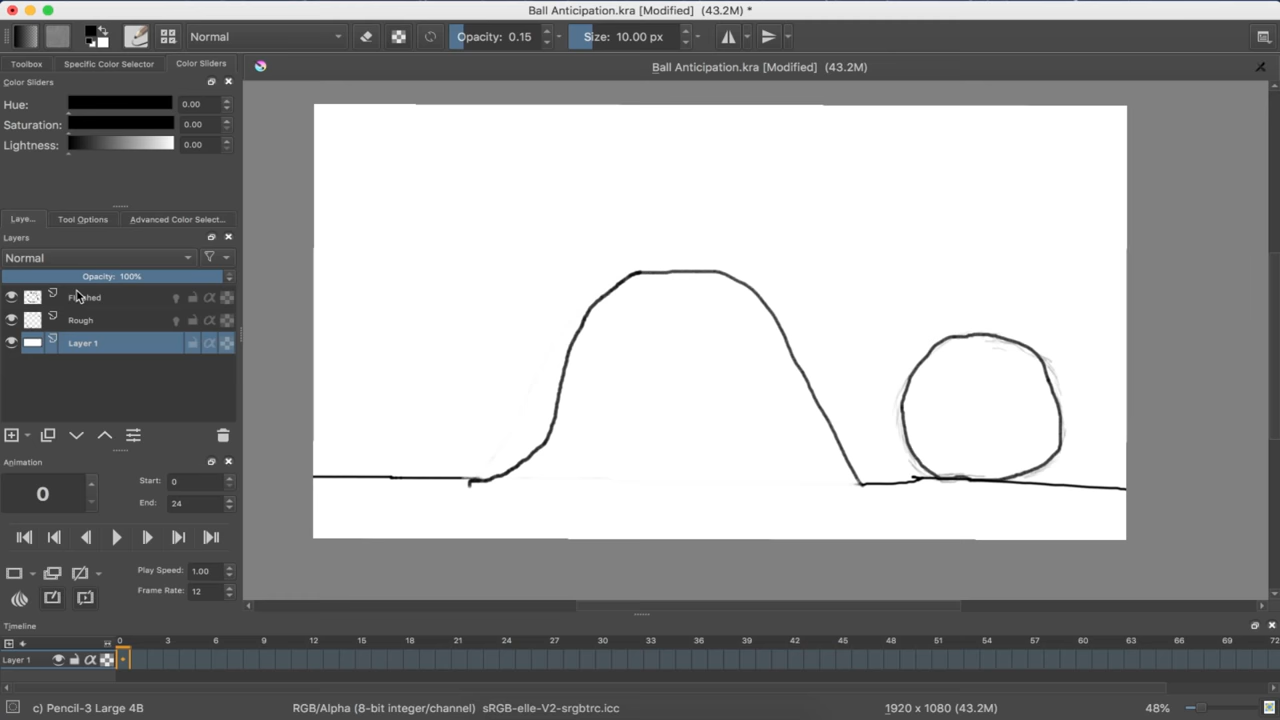 Ball Anticipation.kra [Modified] (43.2M) *
Normal
Opacity: 0.15
Size: 10.00 px
Toolbox
Specific Color Selector
Color Sliders
Ball Anticipation.kra [Modified] (43.2M)
Color Sliders
Hue:
0.00
Saturation:
0.00
Lightness:
0.00
Laye...
Tool Options
Advanced Color Select...
Layers
Normal
Opacity: 100%
Rough
Layer 1
Animation
0
Start:
0
End:
24
Play Speed:
1.00
Frame Rate:
12
Timeline
0 3 6 9 12 15 18 21 24 27 30 33 36 39 42 45 48 51 54 57 60 63 66 69 72
Layer 1
c) Pencil-3 Large 4B
RGB/Alpha (8-bit integer/channel) sRGB-elle-V2-srgbtrc.icc
1920 x 1080 (43.2M)
48%